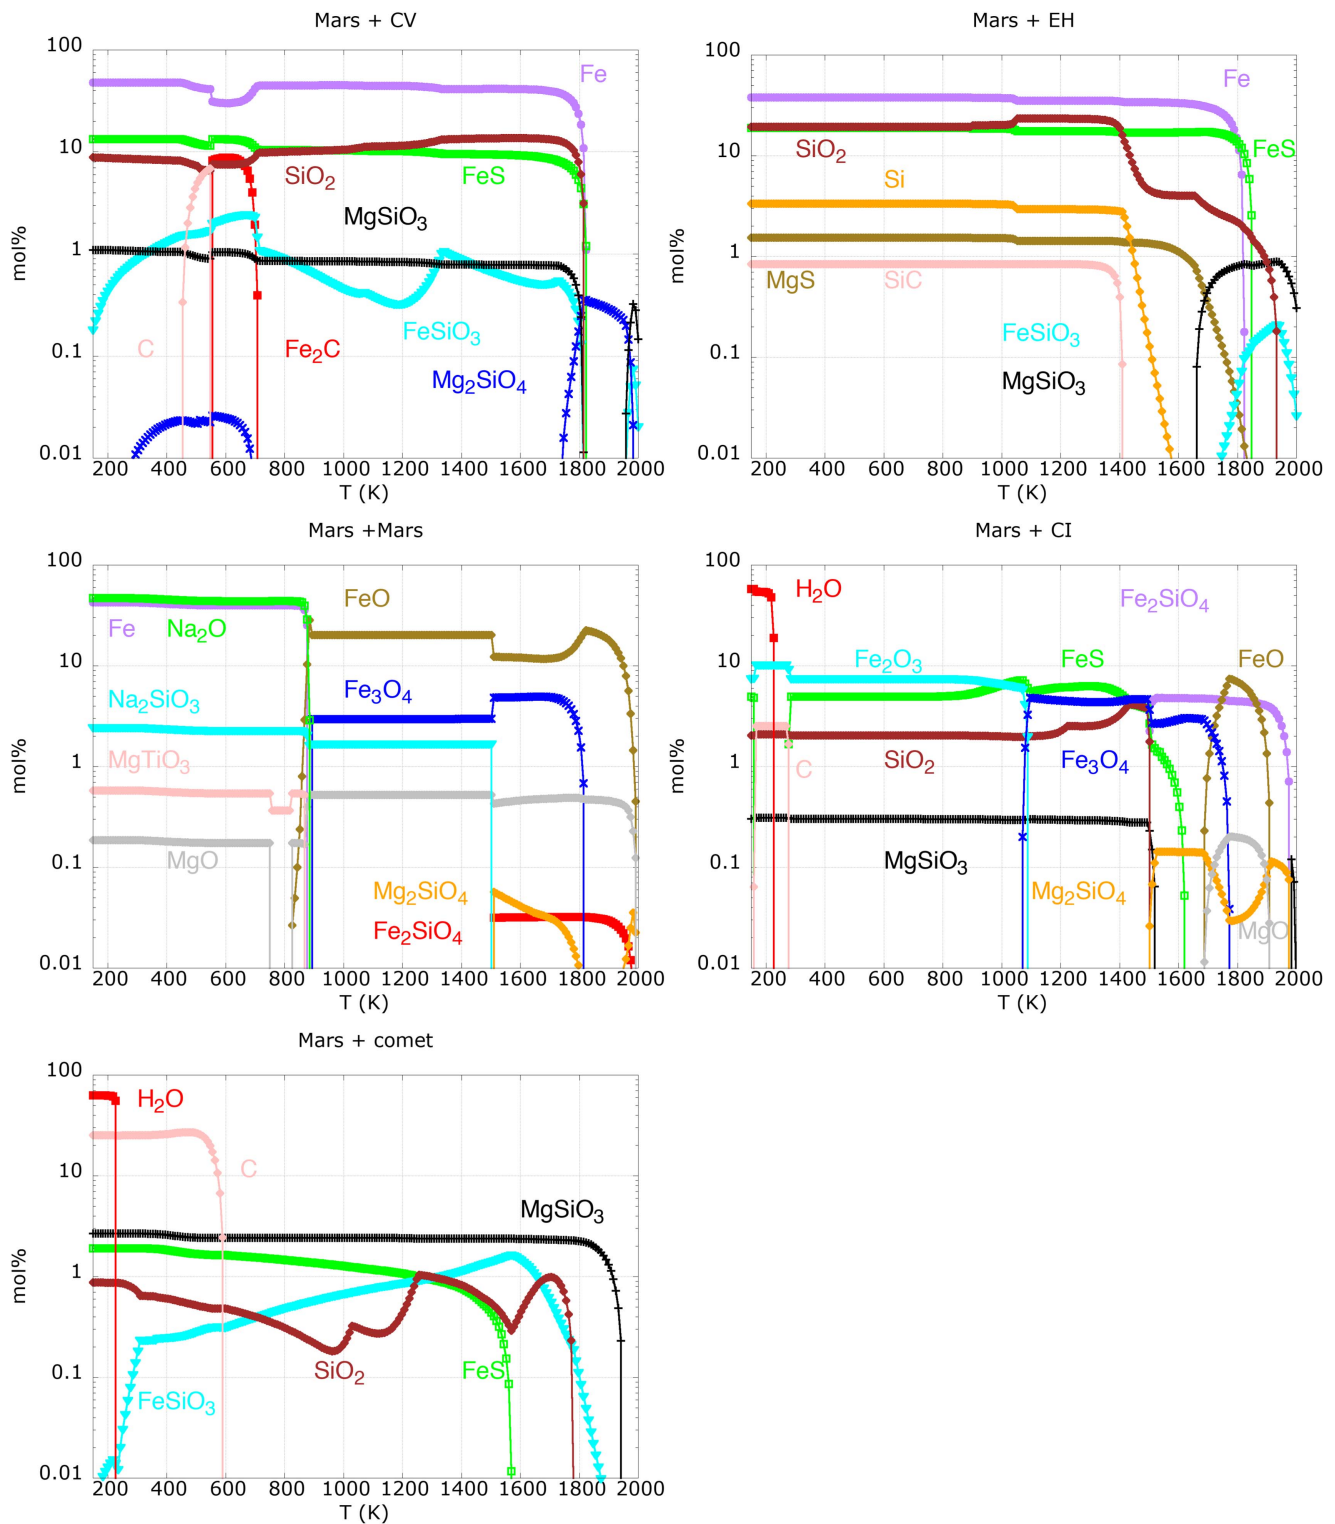 Mars + CV
100
10
1
0.1
0.01
mol%
Fe
SiO2
FeS
MgSiO3
FeSiO3
C
Fe2C
Mg2SiO4
200 400 600 800 1000 1200 1400 1600 1800 2000
T (K)
Mars + EH
100
10
1
0.1
0.01
mol%
Fe
SiO2
FeS
Si
MgS
SiC
FeSiO3
MgSiO3
200 400 600 800 1000 1200 1400 1600 1800 2000
T (K)
Mars +Mars
100
10
1
0.1
0.01
mol%
Fe
Na2O
FeO
Na2SiO3
Fe3O4
MgTiO3
MgO
Mg2SiO4
Fe2SiO4
200 400 600 800 1000 1200 1400 1600 1800 2000
T (K)
Mars + CI
100
10
1
0.1
0.01
mol%
H2O
Fe2SiO4
Fe2O3
FeS
FeO
C
SiO2
Fe3O4
MgSiO3
Mg2SiO4
MgO
200 400 600 800 1000 1200 1400 1600 1800 2000
T (K)
Mars + comet
100
10
1
0.1
0.01
mol%
H2O
C
MgSiO3
SiO2
FeS
FeSiO3
200 400 600 800 1000 1200 1400 1600 1800 2000
T (K)